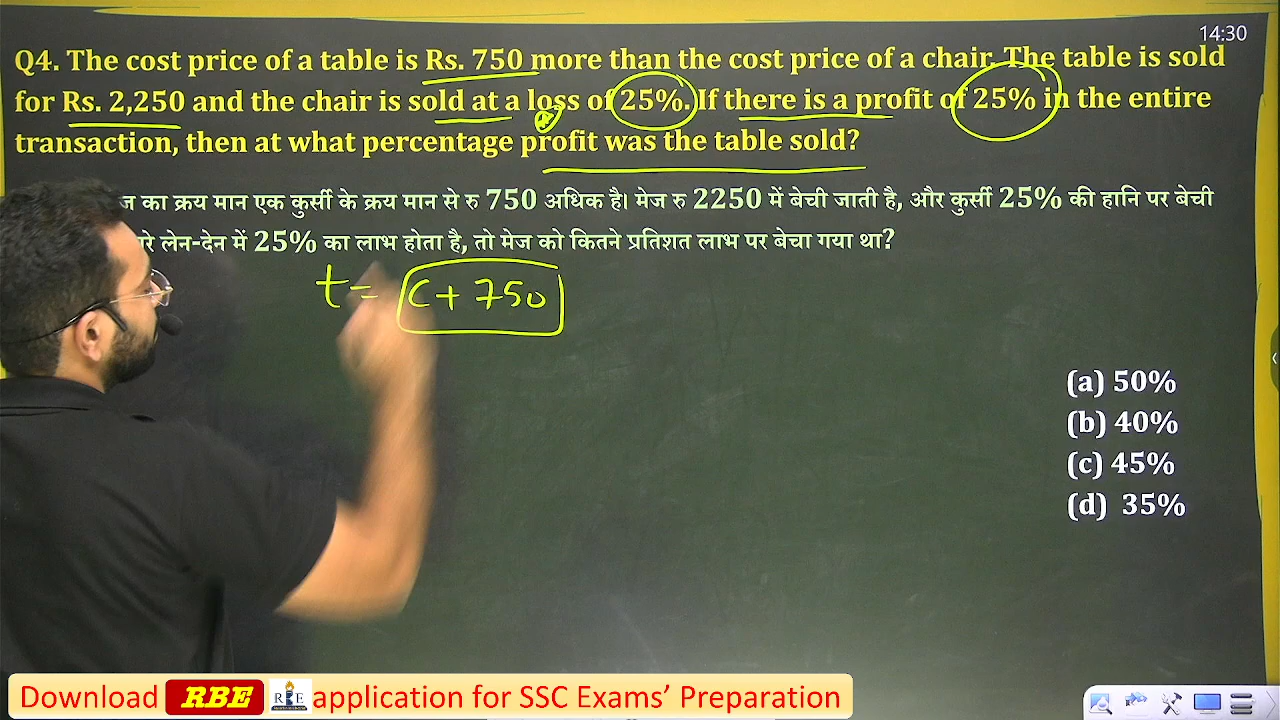 14:30
Q4. The cost price of a table is Rs. 750 more than the cost price of a chair. The table is sold
for Rs. 2,250 and the chair is sold at a loss of 25%. If there is a profit of 25% in the entire
transaction, then at what percentage profit was the table sold?
का क्रय मान एक कुर्सी के क्रय मान से रु 750 अधिक है। मेज रु 2250 में बेची जाती है, और कुर्सी 25% की हानि पर बेची
लेन-देन में 25% का लाभ होता है, तो मेज को कितने प्रतिशत लाभ पर बेचा गया था?
t = C + 750
(a) 50%
(b) 40%
(c) 45%
(d) 35%
Download RBE RBE application for SSC Exams’ Preparation